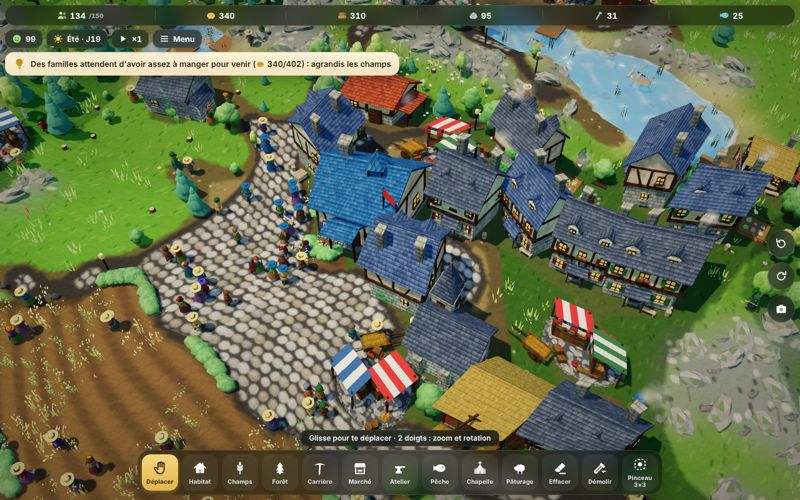 134 /150
340
310
95
31
25
99
Été · J19
×1
Menu
Des familles attendent d'avoir assez à manger pour venir ( 340/402) : agrandis les champs
Glisse pour te déplacer · 2 doigts : zoom et rotation
Déplacer
Habitat
Champs
Forêt
Carrière
Marché
Atelier
Pêche
Chapelle
Pâturage
Effacer
Démolir
Pinceau
3×3